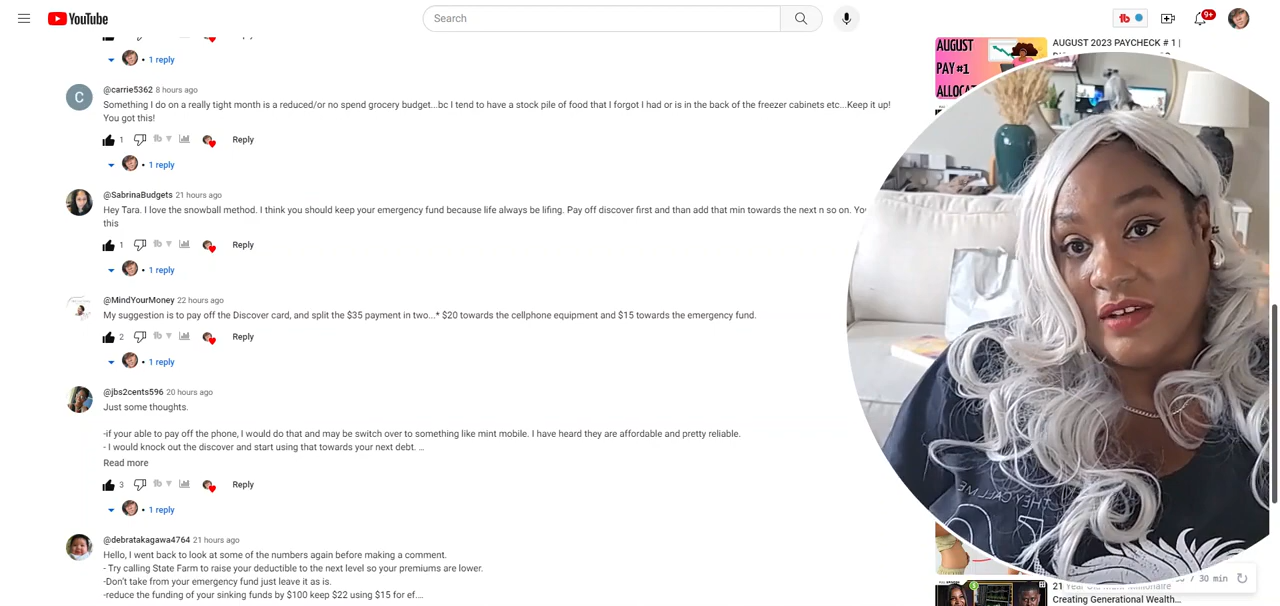 YouTube
Search
9+
AUGUST
PAY #1
AUGUST 2023 PAYCHECK # 1 |
1 reply
@carrie5362 8 hours ago
Something I do on a really tight month is a reduced/or no spend grocery budget...bc I tend to have a stock pile of food that I forgot I had or is in the back of the freezer cabinets etc...Keep it up!
You got this!
1
Reply
1 reply
@SabrinaBudgets 21 hours ago
Hey Tara. I love the snowball method. I think you should keep your emergency fund because life always be lifing. Pay off discover first and than add that min towards the next n so on.
this
1
Reply
1 reply
@MindYourMoney 22 hours ago
My suggestion is to pay off the Discover card, and split the $35 payment in two...* $20 towards the cellphone equipment and $15 towards the emergency fund.
2
Reply
1 reply
@jbs2cents596 20 hours ago
Just some thoughts.
-if your able to pay off the phone, I would do that and may be switch over to something like mint mobile. I have heard they are affordable and pretty reliable.
- I would knock out the discover and start using that towards your next debt. ...
Read more
3
Reply
1 reply
@debratakagawa4764 21 hours ago
Hello, I went back to look at some of the numbers again before making a comment.
- Try calling State Farm to raise your deductible to the next level so your premiums are lower.
-Don't take from your emergency fund just leave it as is.
-reduce the funding of your sinking funds by $100 keep $22 using $15 for ef....
THEY CALL ME
/ 30 min
21 Year Old Multi-Millionaire
Creating Generational Wealth...